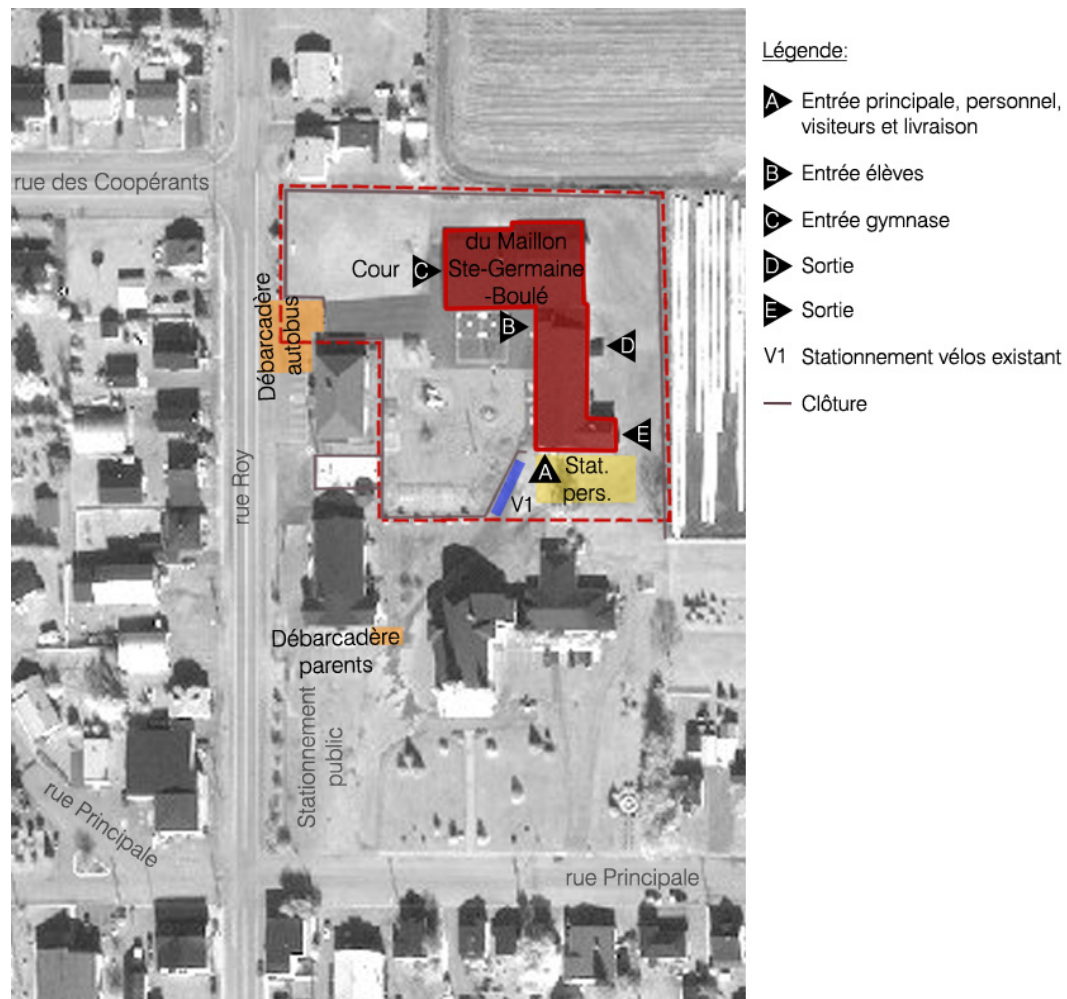 Légende:
A Entrée principale, personnel,
visiteurs et livraison
B Entrée élèves
C Entrée gymnase
D Sortie
E Sortie
V1 Stationnement vélos existant
Clôture
rue des Coopérants
du Maillon
Ste-Germaine
-Boulé
Cour C
B
D
E
A
Stat.
pers.
V1
Débarcadère
autobus
rue Roy
Débarcadère
parents
Stationnement
public
rue Principale
rue Principale